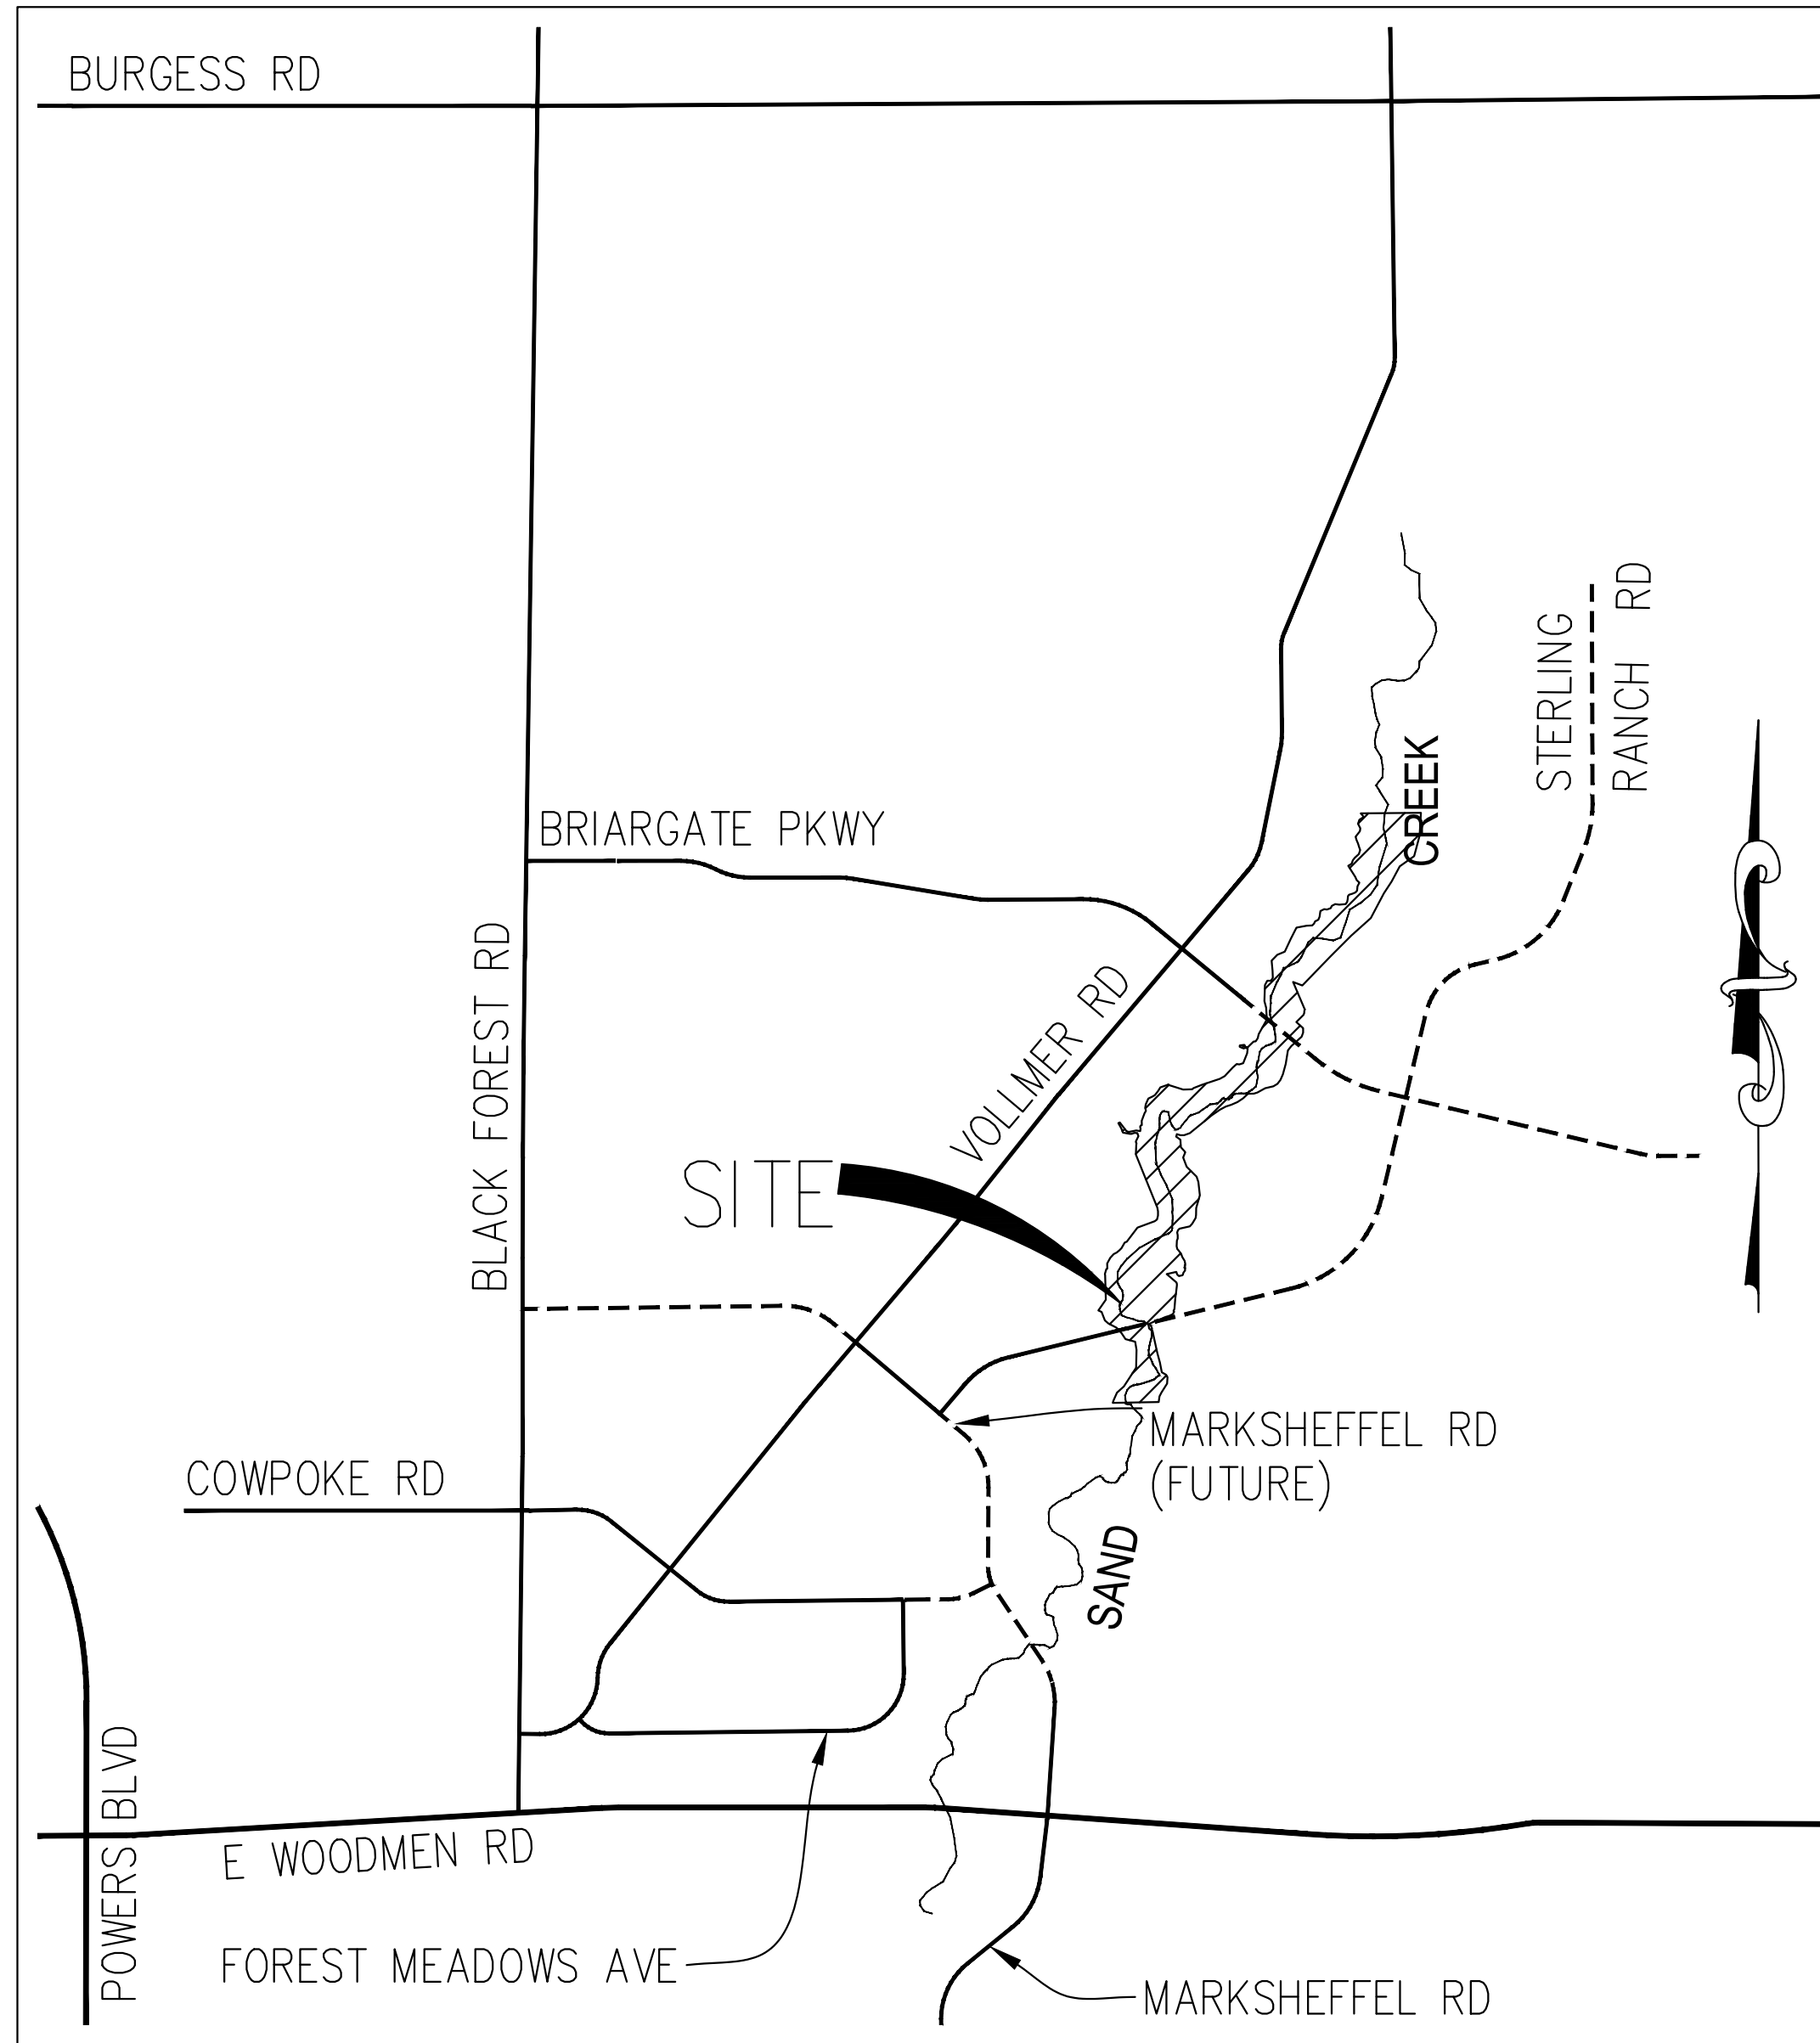 BURGESS RD
STERLING
RANCH RD
CREEK
BRIARGATE PKWY
BLACK FOREST RD
VOLLMER RD
SITE
MARKSHEFFEL RD
(FUTURE)
COWPOKE RD
SAND
POWERS BLVD
E WOODMEN RD
FOREST MEADOWS AVE
MARKSHEFFEL RD